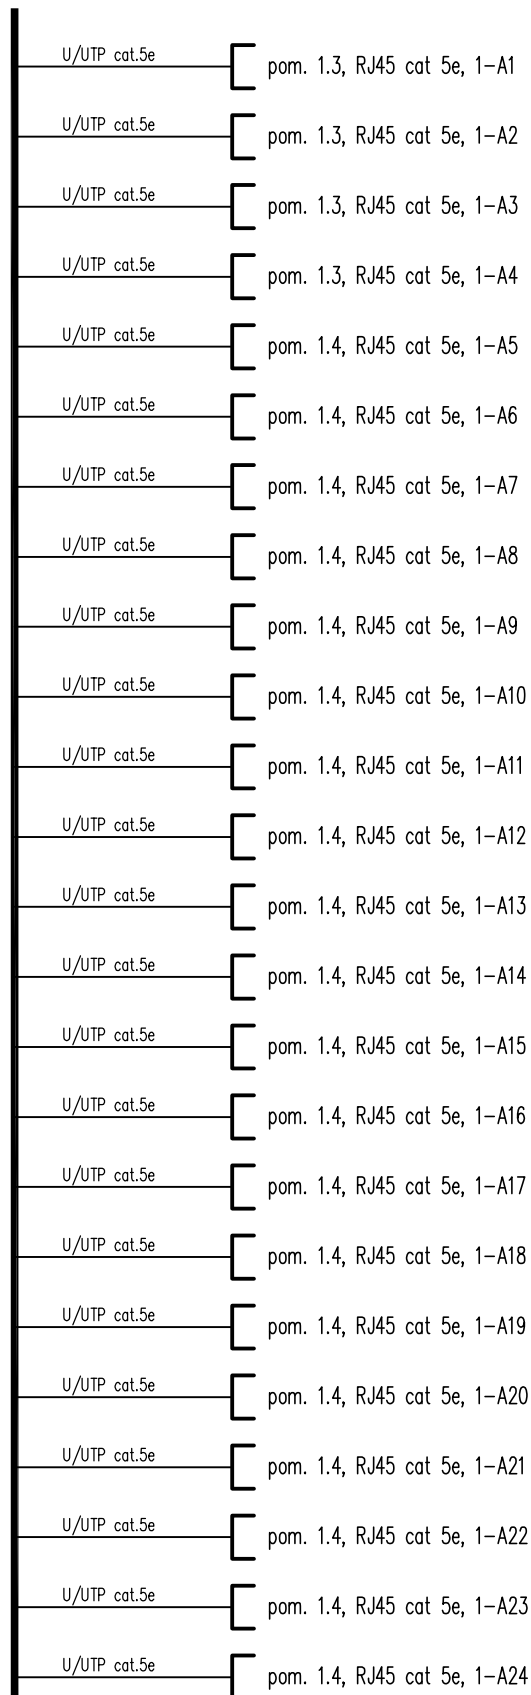 U/UTP cat.5e
pom. 1.3, RJ45 cat 5e, 1-A1
U/UTP cat.5e
pom. 1.3, RJ45 cat 5e, 1-A2
U/UTP cat.5e
pom. 1.3, RJ45 cat 5e, 1-A3
U/UTP cat.5e
pom. 1.3, RJ45 cat 5e, 1-A4
U/UTP cat.5e
pom. 1.4, RJ45 cat 5e, 1-A5
U/UTP cat.5e
pom. 1.4, RJ45 cat 5e, 1-A6
U/UTP cat.5e
pom. 1.4, RJ45 cat 5e, 1-A7
U/UTP cat.5e
pom. 1.4, RJ45 cat 5e, 1-A8
U/UTP cat.5e
pom. 1.4, RJ45 cat 5e, 1-A9
U/UTP cat.5e
pom. 1.4, RJ45 cat 5e, 1-A10
U/UTP cat.5e
pom. 1.4, RJ45 cat 5e, 1-A11
U/UTP cat.5e
pom. 1.4, RJ45 cat 5e, 1-A12
U/UTP cat.5e
pom. 1.4, RJ45 cat 5e, 1-A13
U/UTP cat.5e
pom. 1.4, RJ45 cat 5e, 1-A14
U/UTP cat.5e
pom. 1.4, RJ45 cat 5e, 1-A15
U/UTP cat.5e
pom. 1.4, RJ45 cat 5e, 1-A16
U/UTP cat.5e
pom. 1.4, RJ45 cat 5e, 1-A17
U/UTP cat.5e
pom. 1.4, RJ45 cat 5e, 1-A18
U/UTP cat.5e
pom. 1.4, RJ45 cat 5e, 1-A19
U/UTP cat.5e
pom. 1.4, RJ45 cat 5e, 1-A20
U/UTP cat.5e
pom. 1.4, RJ45 cat 5e, 1-A21
U/UTP cat.5e
pom. 1.4, RJ45 cat 5e, 1-A22
U/UTP cat.5e
pom. 1.4, RJ45 cat 5e, 1-A23
U/UTP cat.5e
pom. 1.4, RJ45 cat 5e, 1-A24